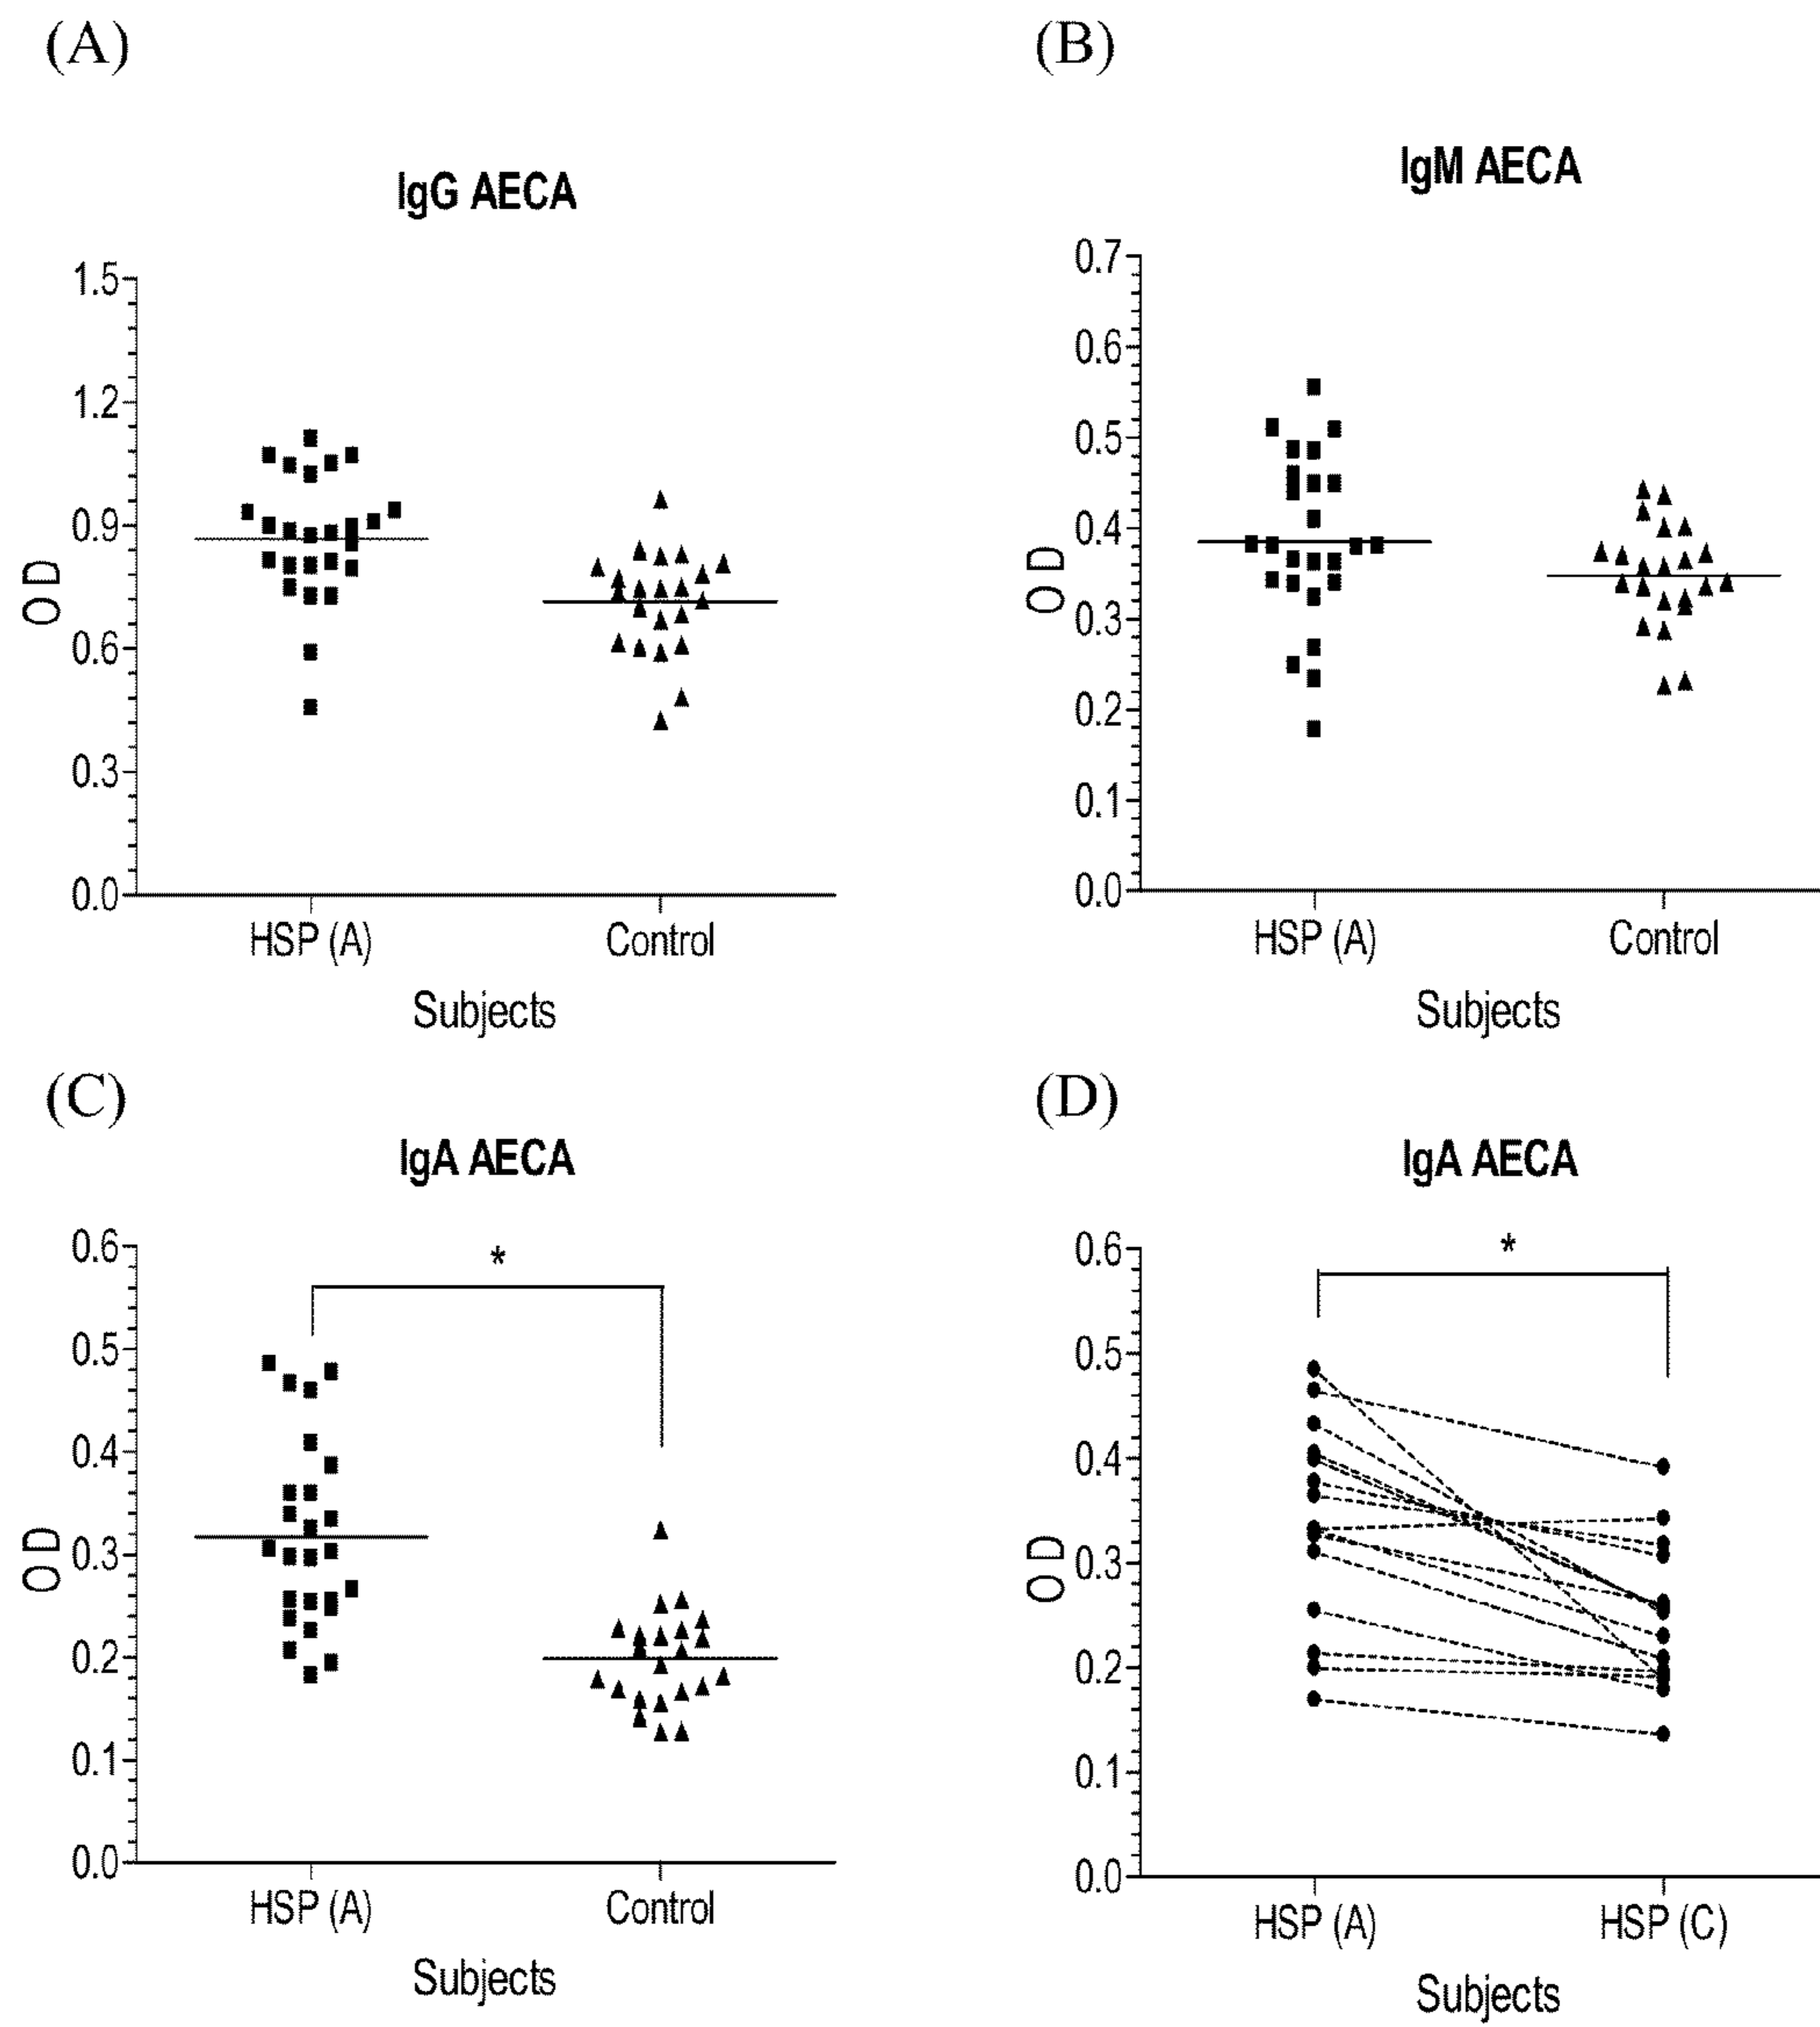 (A)
IgG AECA
1.5
1.2
0.9
0.6
0.3
0.0
OD
HSP (A) Control
Subjects
(B)
IgM AECA
0.7
0.6
0.5
0.4
0.3
0.2
0.1
0.0
OD
HSP (A) Control
Subjects
(C)
IgA AECA
0.6
0.5
0.4
0.3
0.2
0.1
0.0
OD
*
HSP (A) Control
Subjects
(D)
IgA AECA
0.6
0.5
0.4
0.3
0.2
0.1
0.0
OD
*
HSP (A) HSP (C)
Subjects